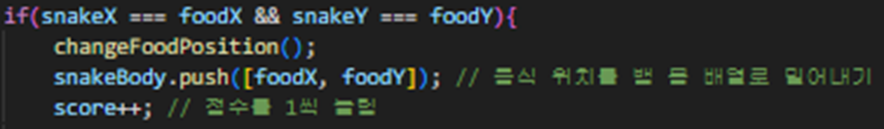 if(snakeX === foodX && snakeY === foodY){
changeFoodPosition();
snakeBody.push([foodX, foodY]); // 음식 위치를 뱀 몸 배열로 밀어내기
score++; // 점수를 1씩 늘림